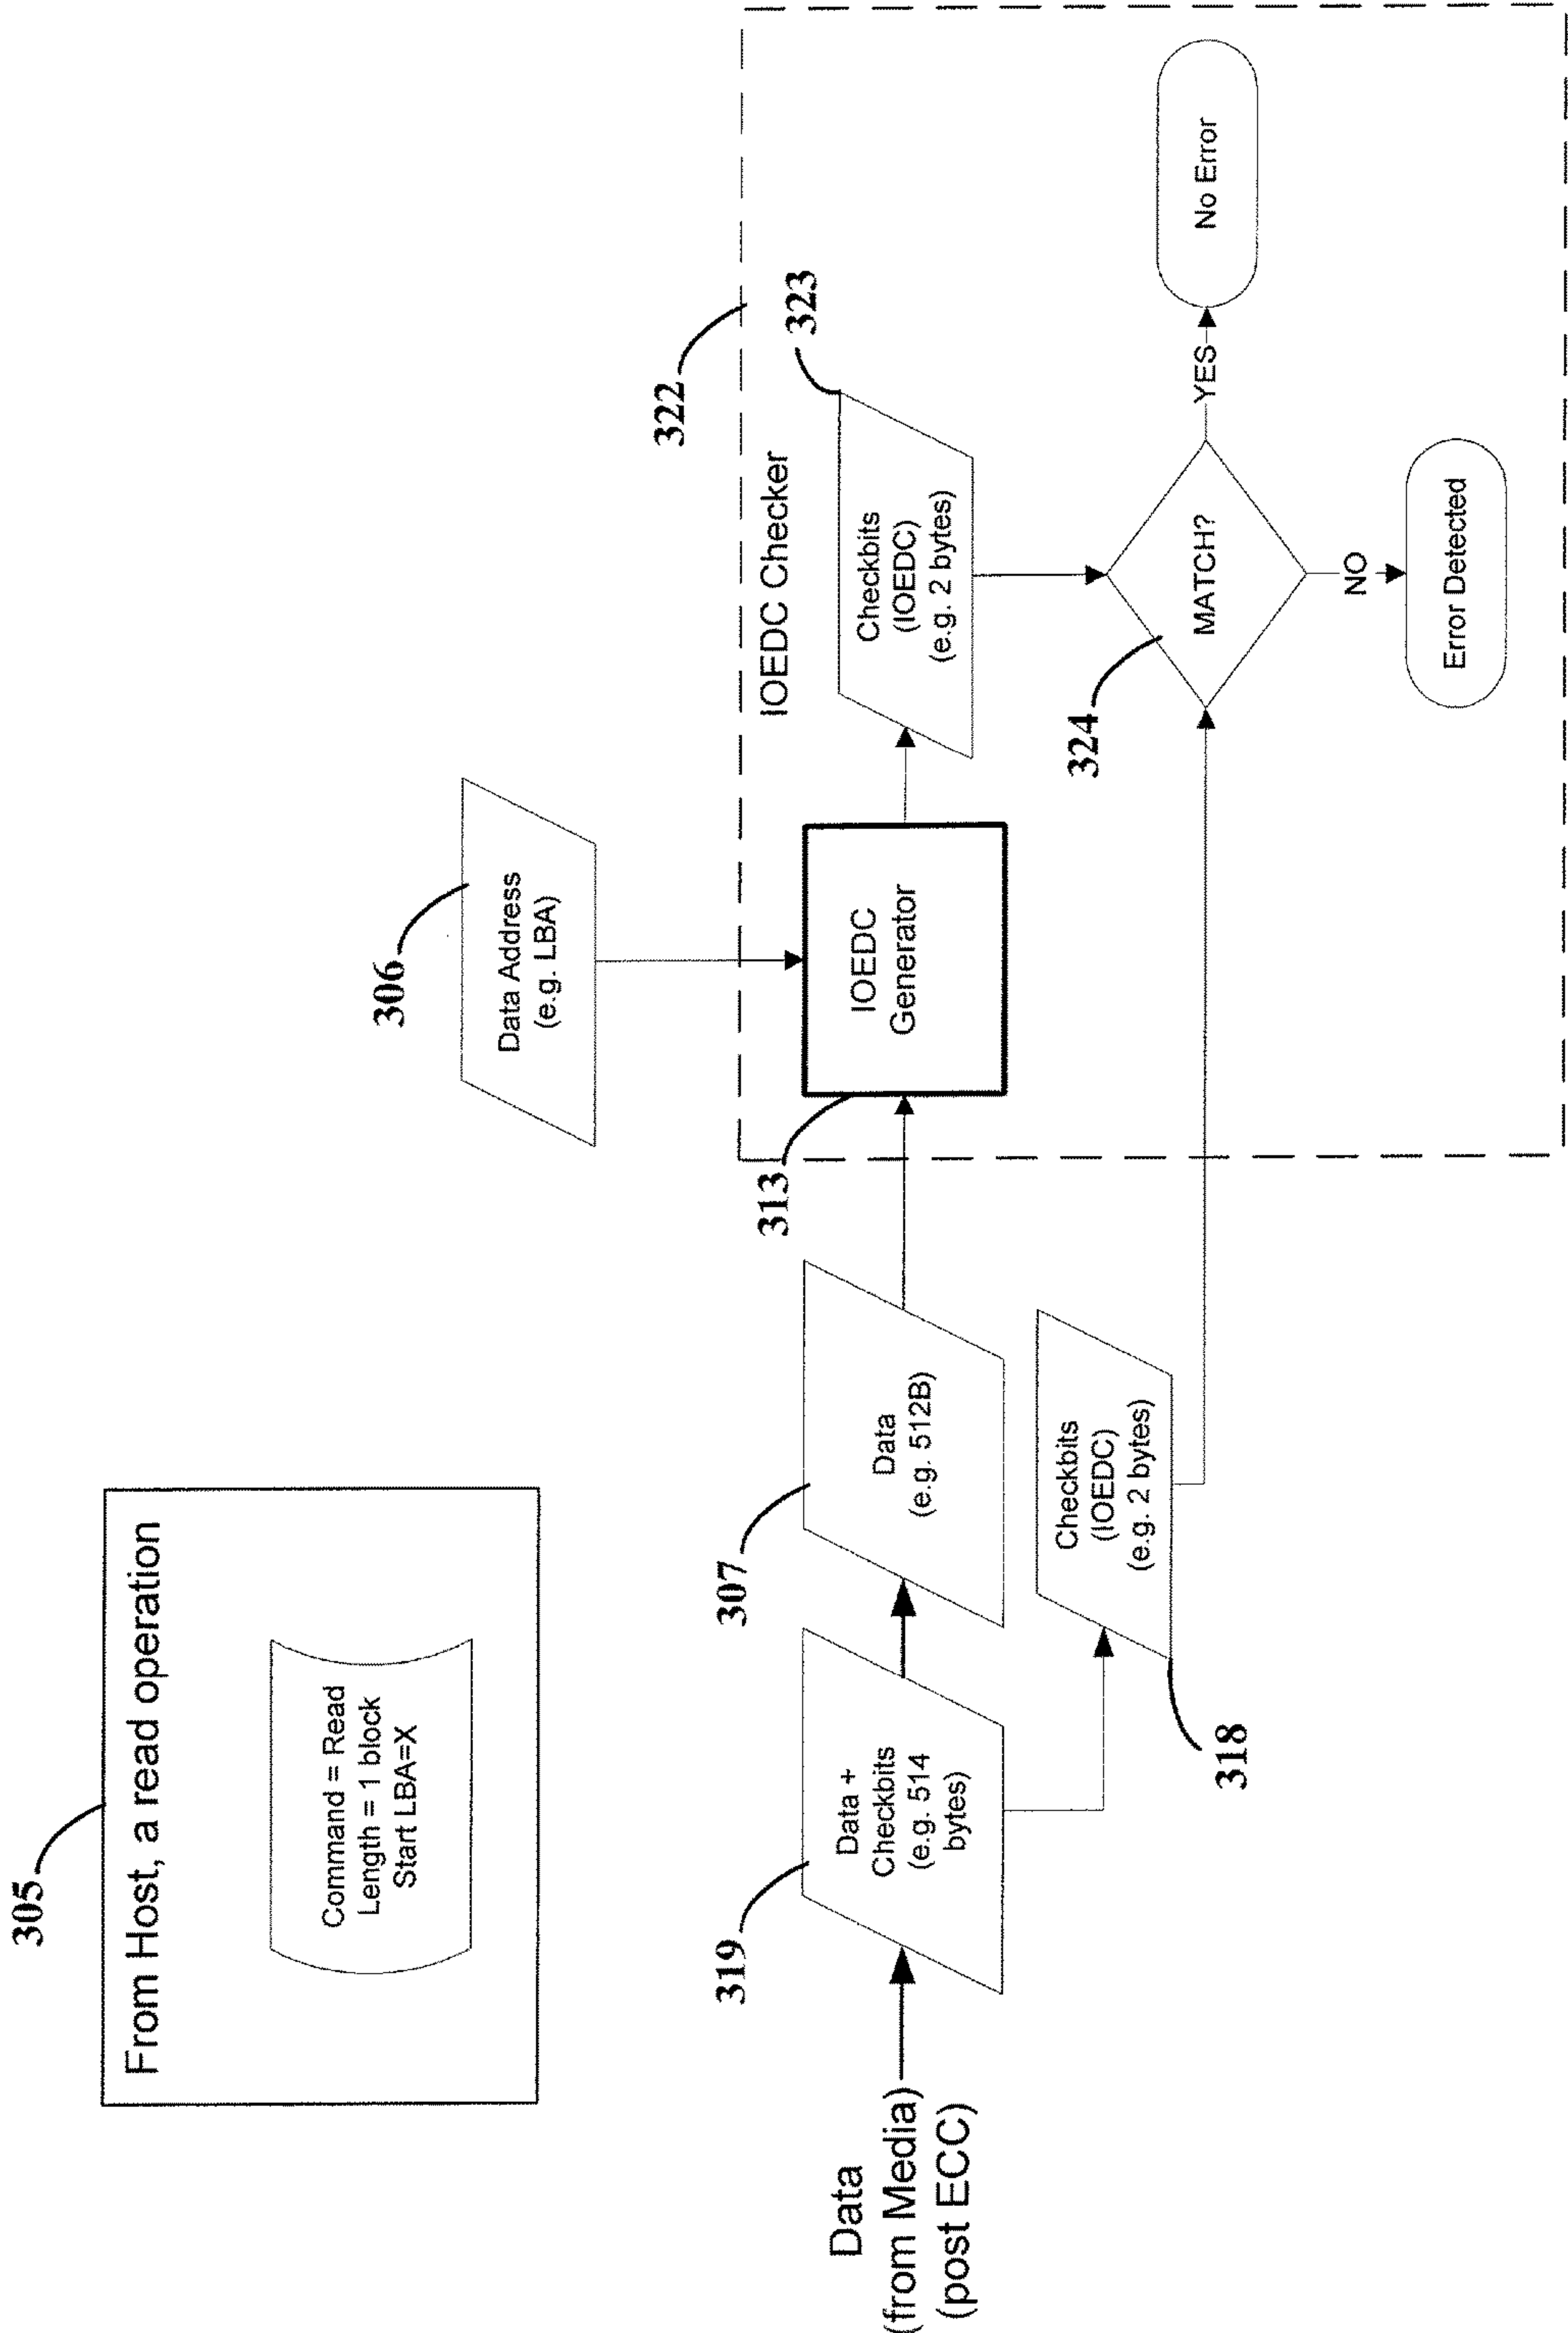 305
From Host, a read operation
Command = Read
Length = 1 block
Start LBA=X
306
Data Address
(e.g. LBA)
322
IOEDC Checker
Data
(from Media)
(post ECC)
319
Data +
Checkbits
(e.g. 514
bytes)
307
Data
(e.g. 512B)
313
IOEDC
Generator
323
Checkbits
(IOEDC)
(e.g. 2 bytes)
318
Checkbits
(IOEDC)
(e.g. 2 bytes)
324
MATCH?
YES
No Error
NO
Error Detected